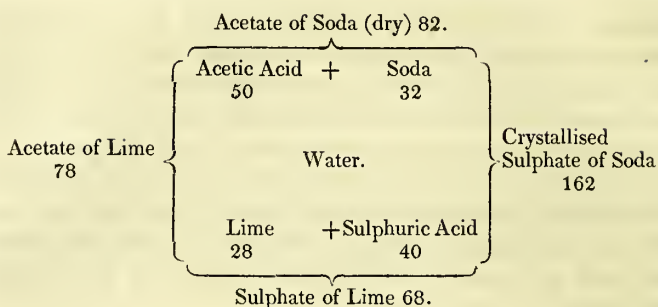 Acetate of Soda (dry) 82.
Acetic Acid + Soda
50 32
Acetate of Lime
78
Water.
Crystallised
Sulphate of Soda
162
Lime + Sulphuric Acid
28 40
Sulphate of Lime 68.